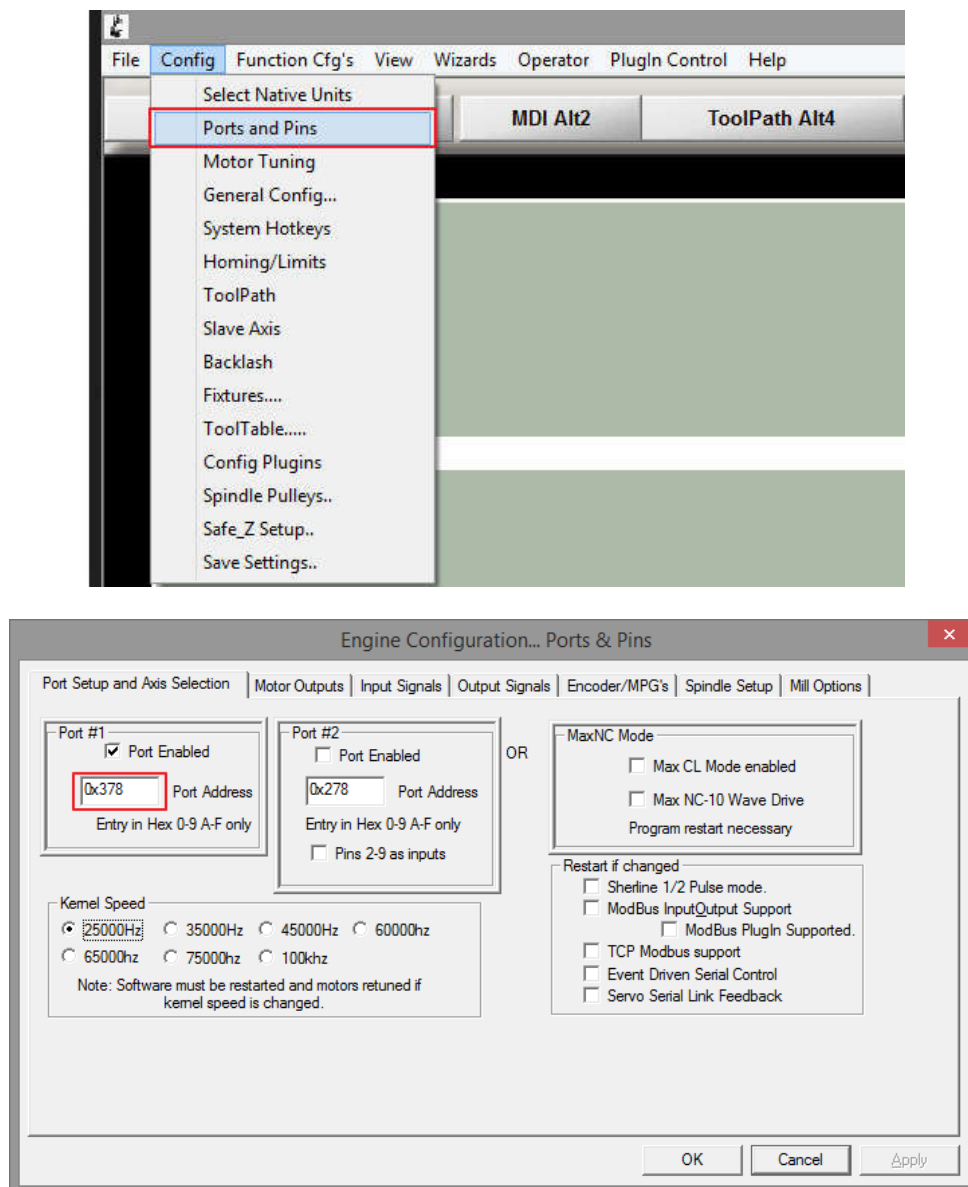 File Config Function Cfg's View Wizards Operator PlugIn Control Help
Select Native Units
MDI Alt2 ToolPath Alt4
Ports and Pins
Motor Tuning
General Config...
System Hotkeys
Homing/Limits
ToolPath
Slave Axis
Backlash
Fixtures....
ToolTable.....
Config Plugins
Spindle Pulleys..
Safe_Z Setup..
Save Settings..
Engine Configuration... Ports & Pins
Port Setup and Axis Selection Motor Outputs Input Signals Output Signals Encoder/MPG's Spindle Setup Mill Options
Port #1
Port Enabled
0x378 Port Address
Entry in Hex 0-9 A-F only
Port #2
Port Enabled
0x278 Port Address
Entry in Hex 0-9 A-F only
Pins 2-9 as inputs
OR
MaxNC Mode
Max CL Mode enabled
Max NC-10 Wave Drive
Program restart necessary
Kernel Speed
25000Hz 35000Hz 45000Hz 60000hz
65000hz 75000hz 100khz
Note: Software must be restarted and motors retuned if
kernel speed is changed.
Restart if changed
Sherline 1/2 Pulse mode.
ModBus InputOutput Support
ModBus PlugIn Supported.
TCP Modbus support
Event Driven Serial Control
Servo Serial Link Feedback
OK Cancel Apply